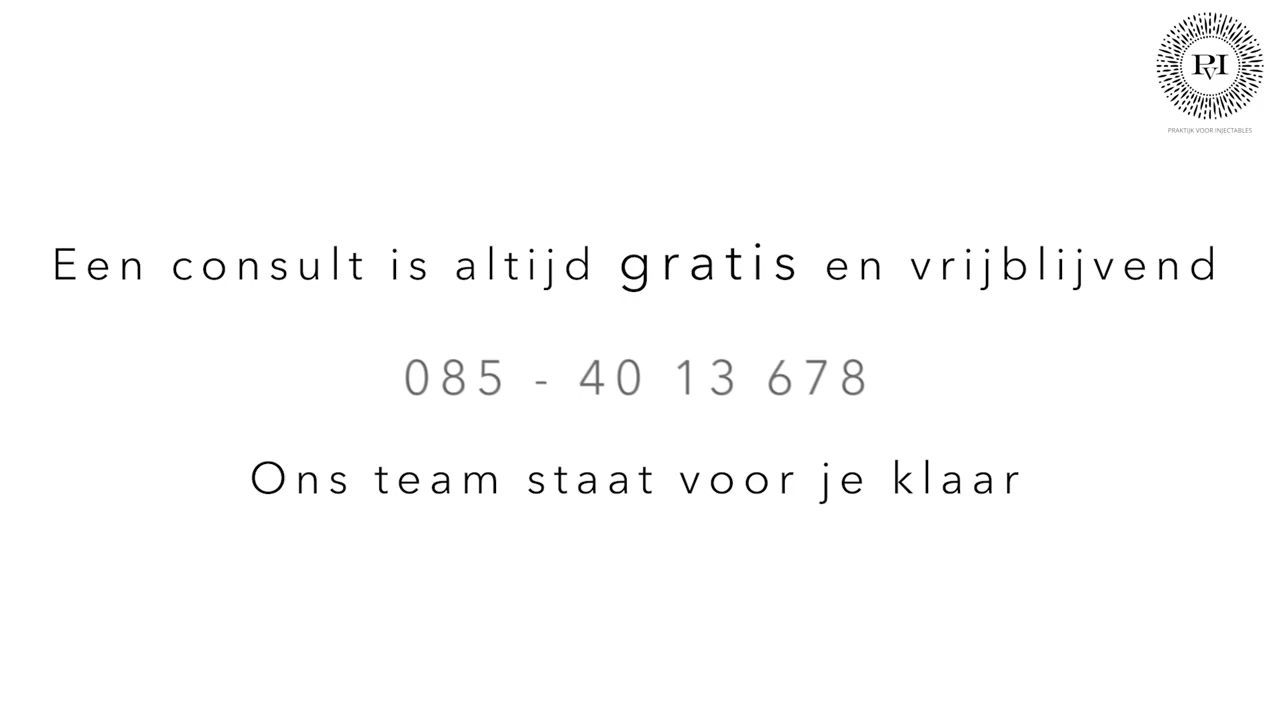 PVI
PRAKTIJK VOOR INJECTABLES
Een consult is altijd gratis en vrijblijvend
085 - 40 13 678
Ons team staat voor je klaar